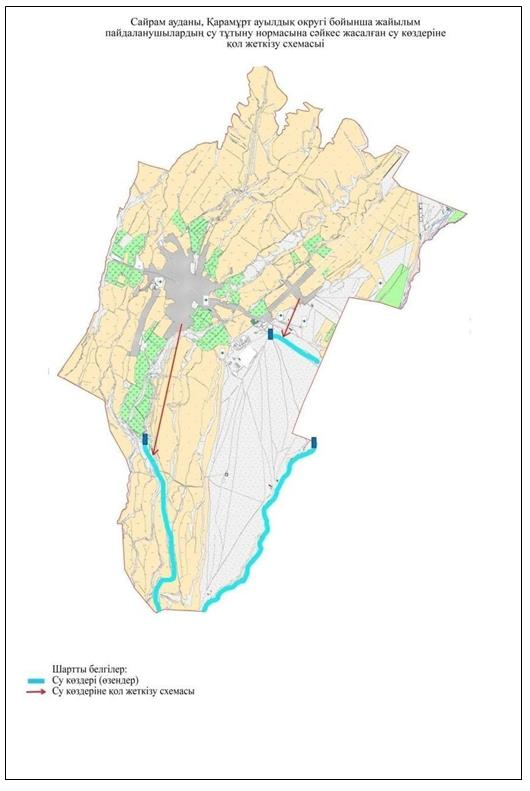 Сайрам ауданы, Қарамұрт ауылдық округі бойынша жайылым
пайдаланушылардың су тұтыну нормасына сәйкес жасалған су көздеріне
қол жеткізу схемасыі
Шартты белгілер:
Су көздері (өзендер)
Су көздеріне қол жеткізу схемасы